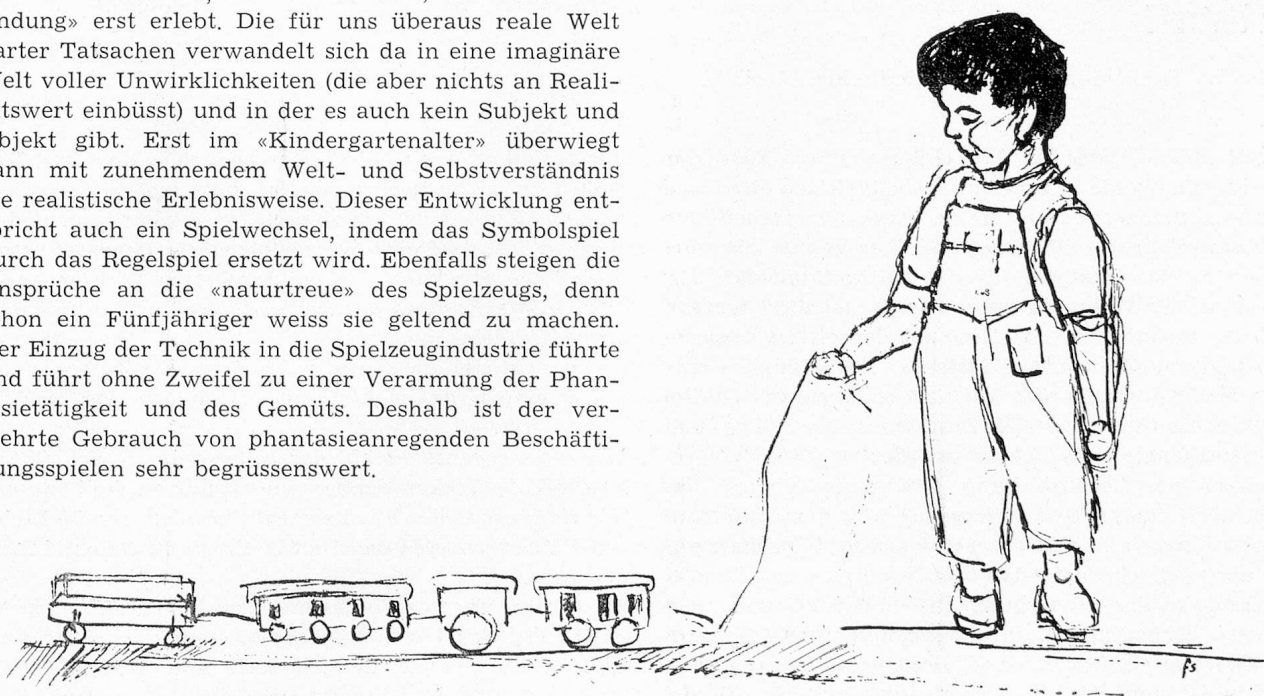 ndung» erst erlebt. Die für uns überaus reale Welt
arter Tatsachen verwandelt sich da in eine imaginäre
Welt voller Unwirklichkeiten (die aber nichts an Reali-
tswert einbüsst) und in der es auch kein Subjekt und
bjekt gibt. Erst im «Kindergartenalter» überwiegt
ann mit zunehmendem Welt- und Selbstverständnis
e realistische Erlebnisweise. Dieser Entwicklung ent-
pricht auch ein Spielwechsel, indem das Symbolspiel
urch das Regelspiel ersetzt wird. Ebenfalls steigen die
nsprüche an die «naturtreue» des Spielzeugs, denn
hon ein Fünfjähriger weiss sie geltend zu machen.
er Einzug der Technik in die Spielzeugindustrie führte
nd führt ohne Zweifel zu einer Verarmung der Phan-
sietätigkeit und des Gemüts. Deshalb ist der ver-
ehrte Gebrauch von phantasieanregenden Beschäfti-
ungsspielen sehr begrüssenswert.
fs